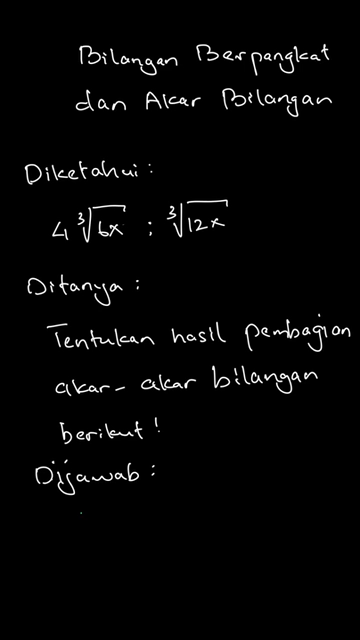 Bilangan Berpangkat
dan Akar Bilangan
Diketahui :
4 ∛6x ; ∛12x
Ditanya :
Tentukan hasil pembagian
akar-akar bilangan
berikut !
Dijawab :